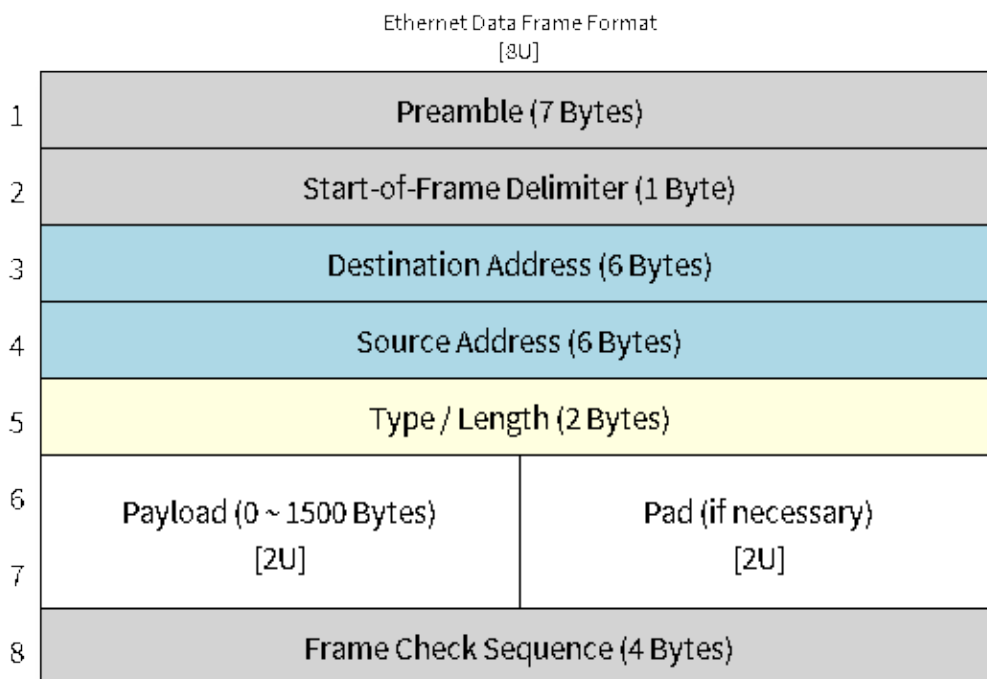 Ethernet Data Frame Format
[8U]
1
Preamble (7 Bytes)
2
Start-of-Frame Delimiter (1 Byte)
3
Destination Address (6 Bytes)
4
Source Address (6 Bytes)
5
Type / Length (2 Bytes)
6
Payload (0 ~ 1500 Bytes)
[2U]
Pad (if necessary)
[2U]
7
8
Frame Check Sequence (4 Bytes)